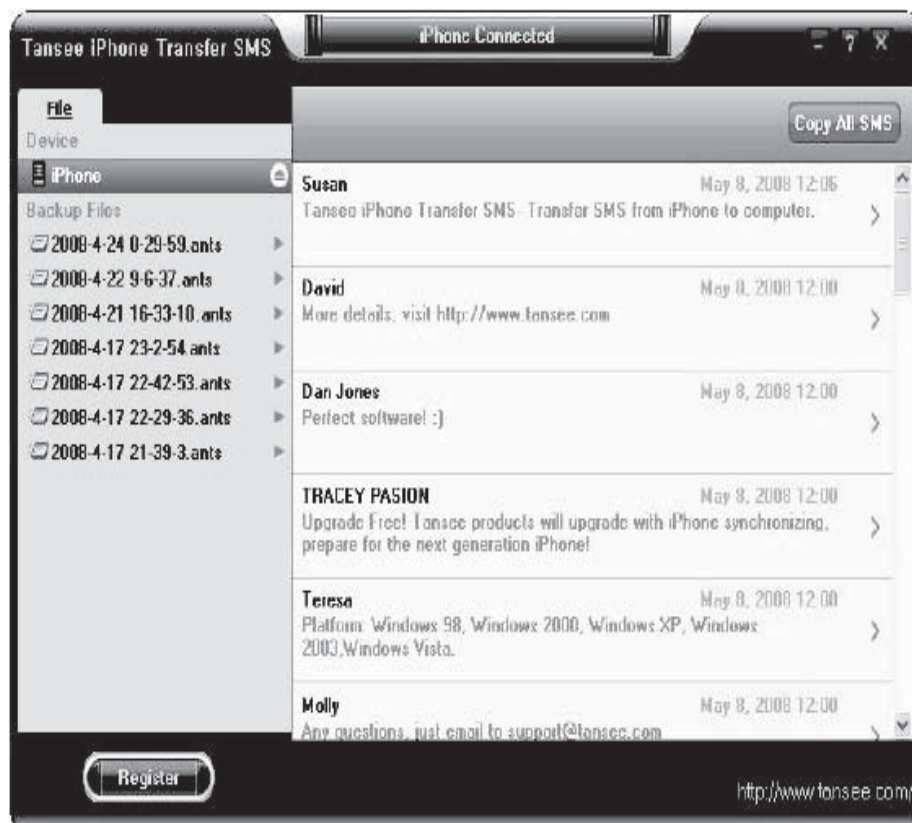 Tansee iPhone Transfer SMS
iPhone Connected
- ? X
File
Device
iPhone
Backup Files
2008-4-24 0-29-59.ants
2008-4-22 9-6-37.ants
2008-4-21 16-33-10.ants
2008-4-17 23-2-54.ants
2008-4-17 22-42-53.ants
2008-4-17 22-29-36.ants
2008-4-17 21-39-3.ants
Copy All SMS
Susan May 8, 2008 12:06
Tansee iPhone Transfer SMS- Transfer SMS from iPhone to computer.
David May 8, 2008 12:00
More details, visit http://www.tansee.com
Dan Jones May 8, 2008 12:00
Perfect software! :)
TRACEY PASION May 8, 2008 12:00
Upgrade Free! Tansee products will upgrade with iPhone synchronizing,
prepare for the next generation iPhone!
Teresa May 8, 2008 12:00
Platform: Windows 98, Windows 2000, Windows XP, Windows
2003,Windows Vista.
Molly May 8, 2008 12:00
Any questions, just email to support@tansee.com
Register
http://www.tansee.com/